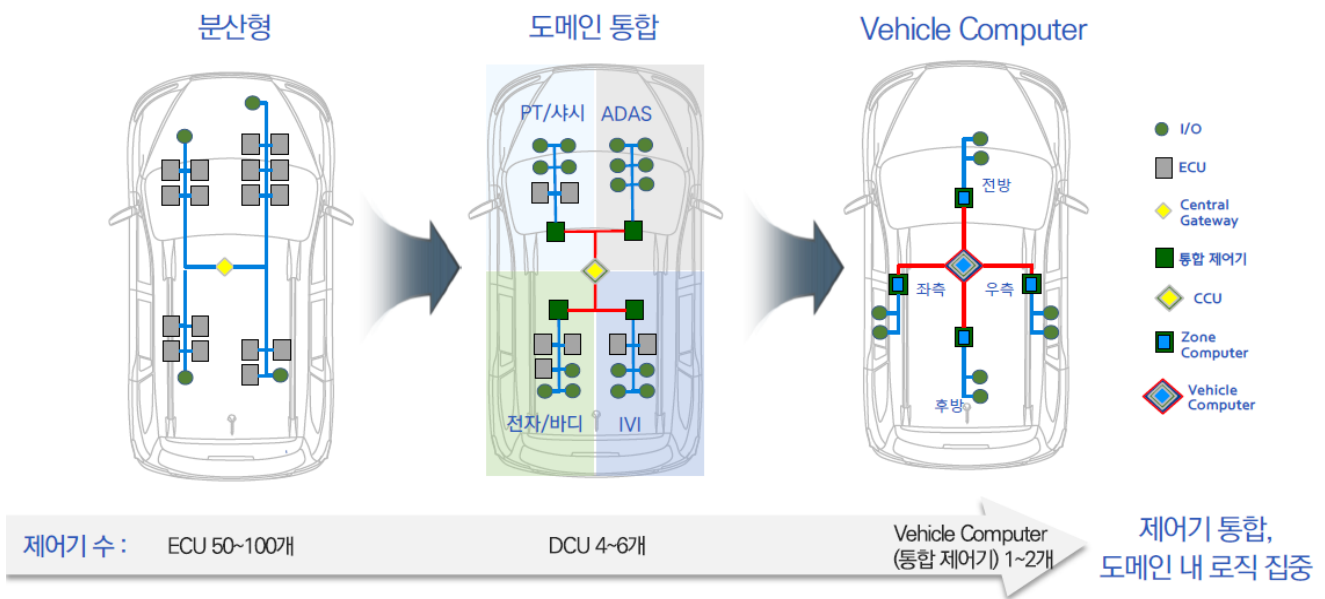 분산형
도메인 통합
Vehicle Computer
PT/샤시
ADAS
전자/바디
IVI
전방
좌측
우측
후방
I/O
ECU
Central
Gateway
통합 제어기
CCU
Zone
Computer
Vehicle
Computer
제어기 수 :
ECU 50~100개
DCU 4~6개
Vehicle Computer
(통합 제어기) 1~2개
제어기 통합,
도메인 내 로직 집중